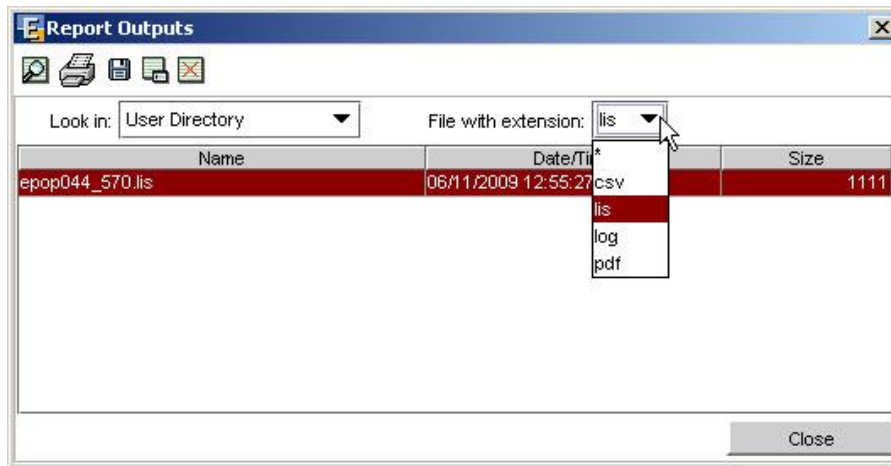 Report Outputs
Look in: User Directory File with extension: lis
Name Date/Ti Size
epop044_570.lis 06/11/2009 12:55:27 1111
*
csv
lis
log
pdf
Close